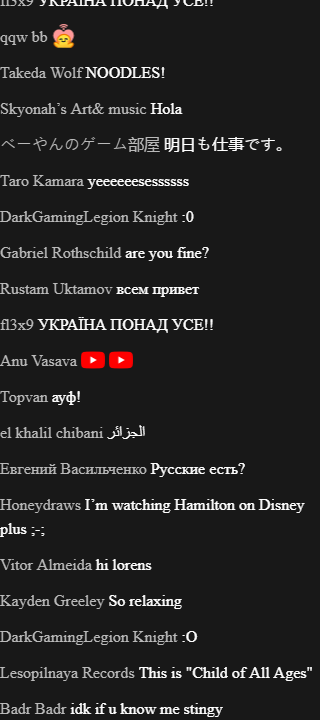 fl3x9 УКРАЇНА ПОНАД УСЕ!!
qqw bb
Takeda Wolf NOODLES!
Skyonah's Art& music Hola
べーやんのゲーム部屋 明日も仕事です。
Taro Kamara yeeeeeesessssss
DarkGamingLegion Knight :0
Gabriel Rothschild are you fine?
Rustam Uktamov всем привет
fl3x9 УКРАЇНА ПОНАД УСЕ!!
Anu Vasava
Topvan ауф!
el khalil chibani الجزائر
Евгений Васильченко Русские есть?
Honeydraws I'm watching Hamilton on Disney
plus ;-;
Vitor Almeida hi lorens
Kayden Greeley So relaxing
DarkGamingLegion Knight :O
Lesopilnaya Records This is "Child of All Ages"
Badr Badr idk if u know me stingy